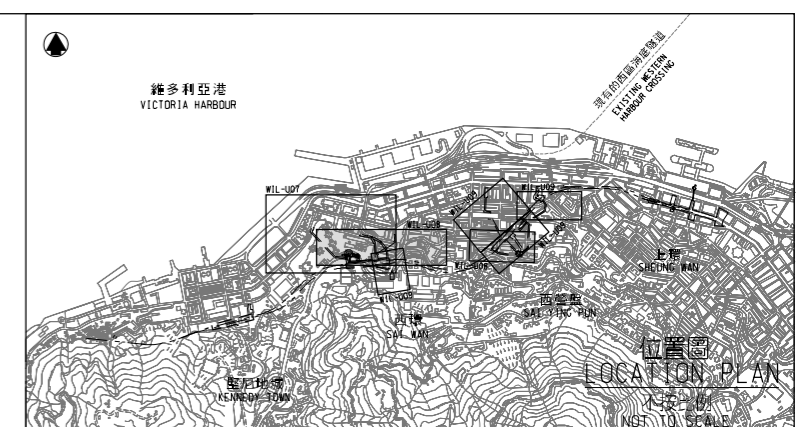 維多利亞港
VICTORIA HARBOUR
現有的西區海底隧道
EXISTING WESTERN
HARBOUR CROSSING
WIL-U07
WIL-U09
WIL-U08
WIL-U09
上環
SHEUNG WAN
西營盤
SAI YING PUN
西環
SAI WAN
堅尼地城
KENNEDY TOWN
位置圖
LOCATION PLAN
不按比例
NOT TO SCALE